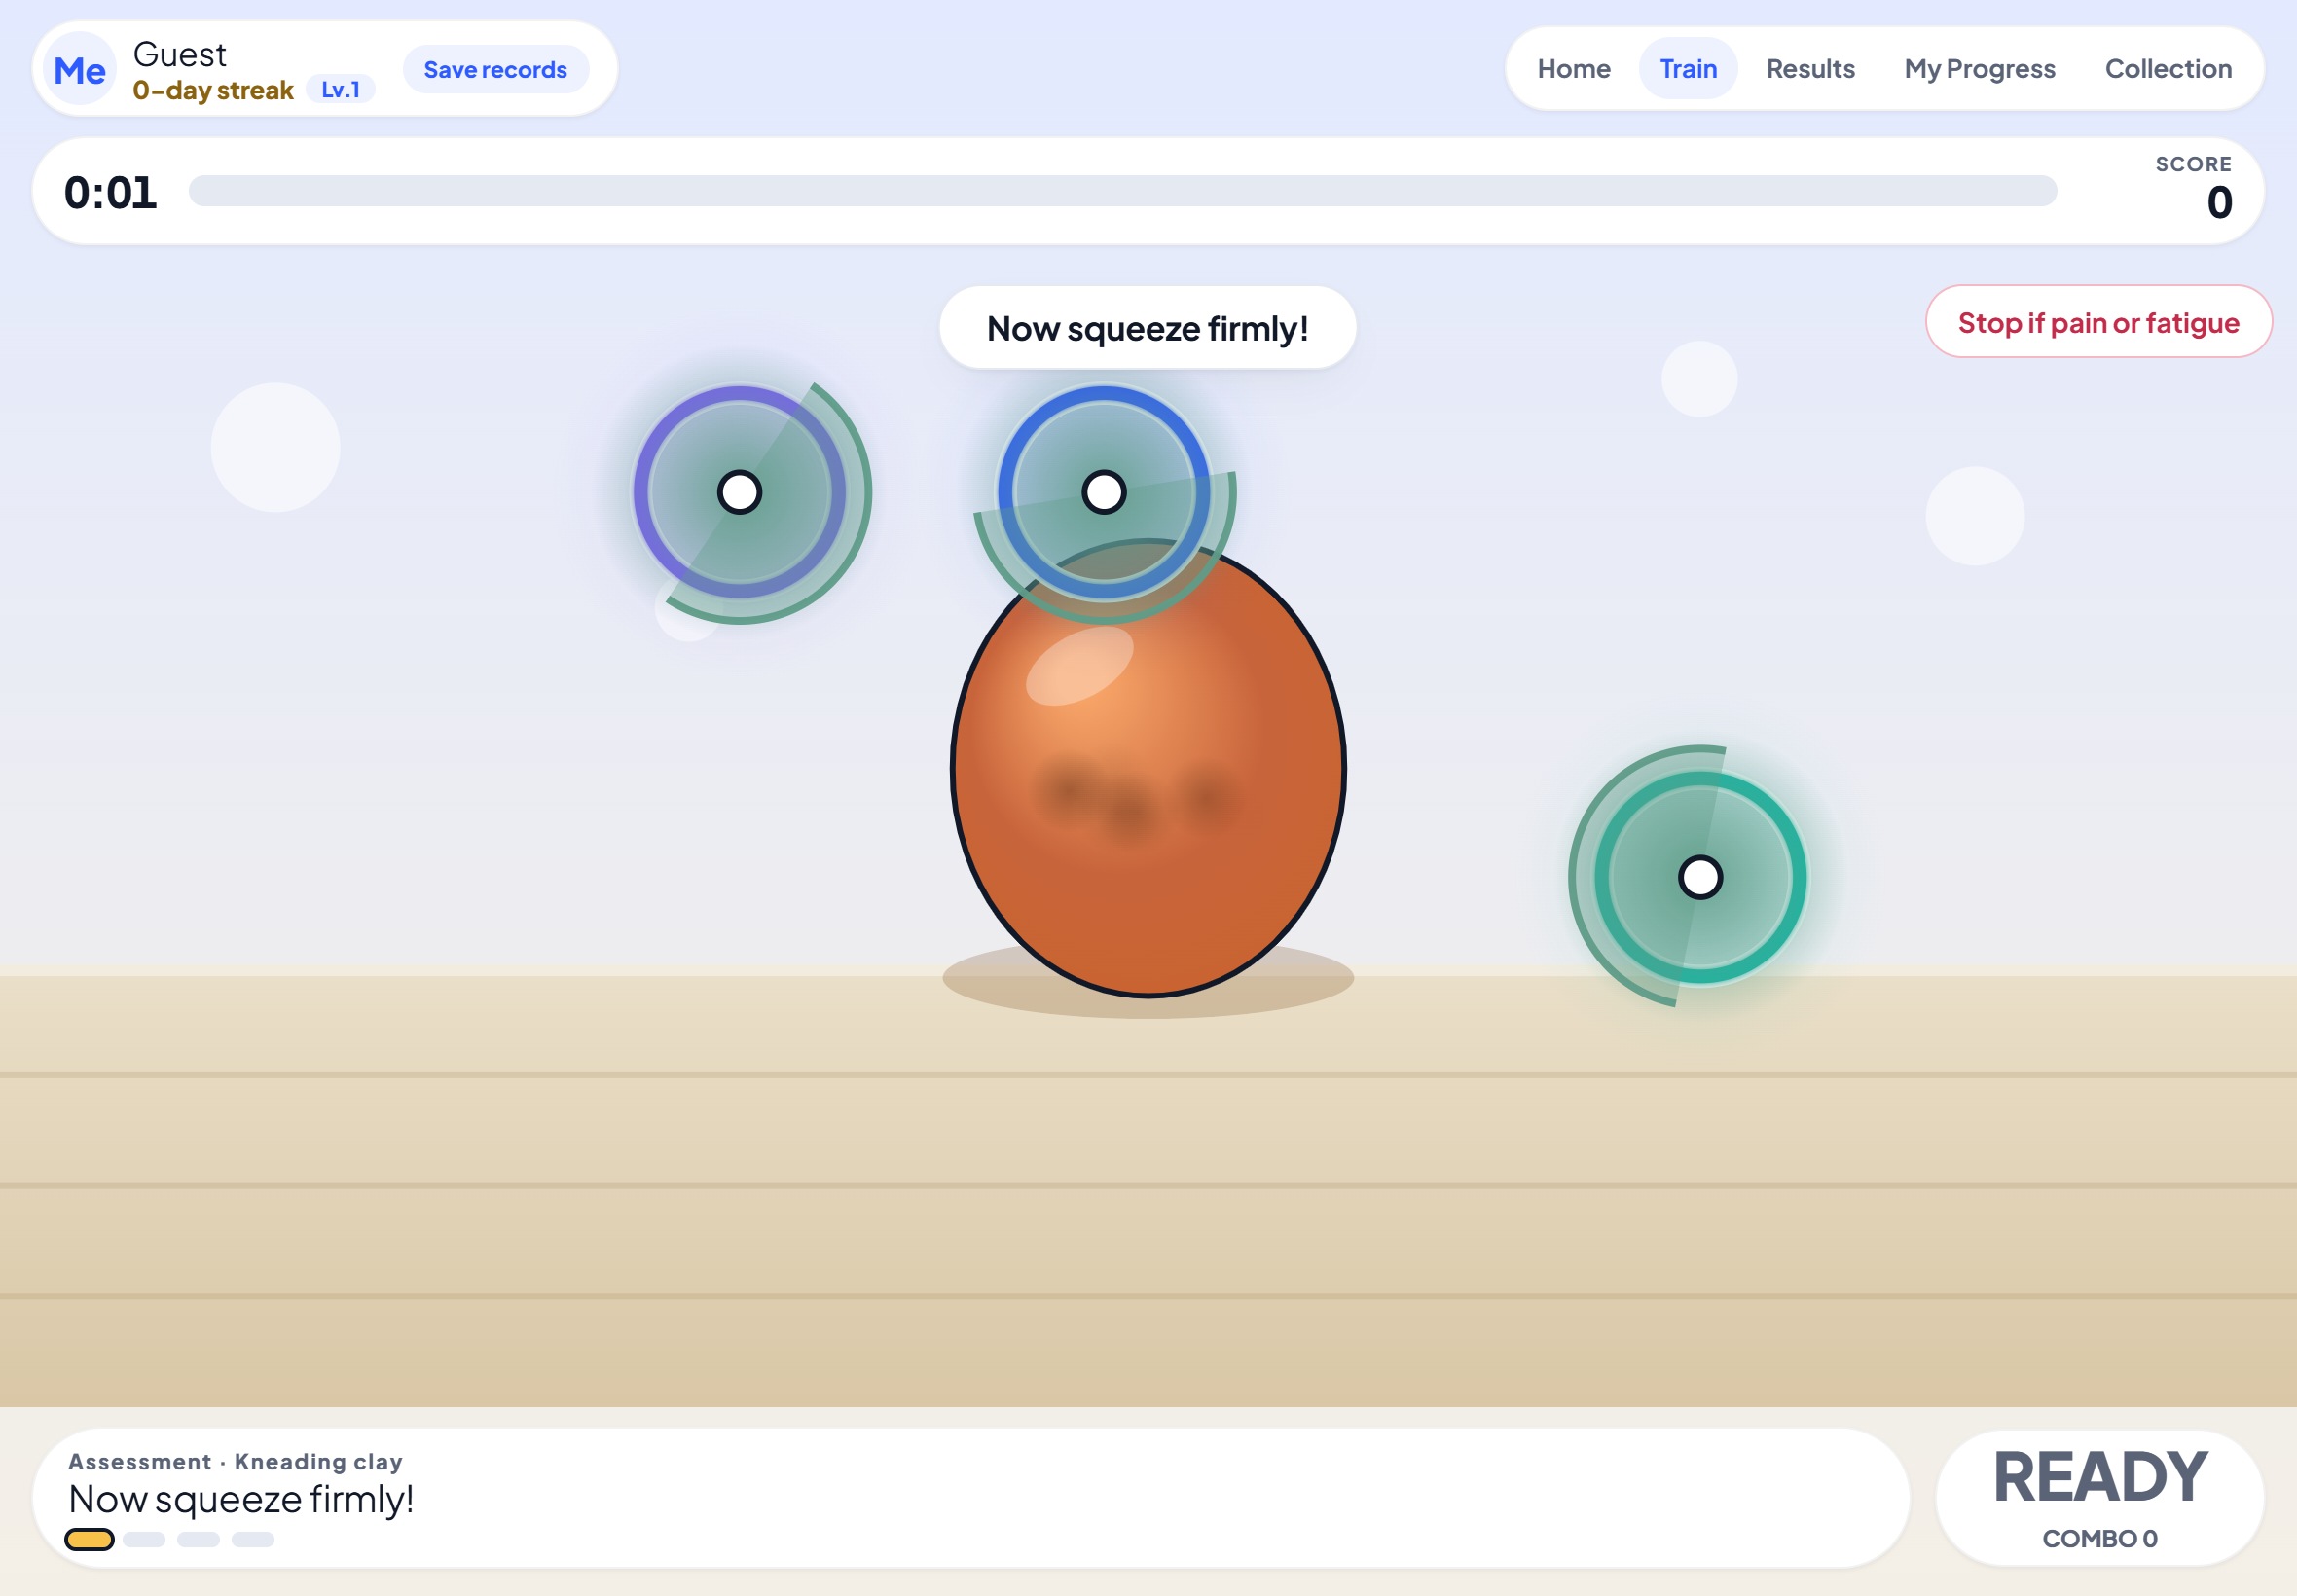 Me
Guest
0-day streak Lv.1
Save records
Home Train Results My Progress Collection
0:01
SCORE
0
Now squeeze firmly!
Stop if pain or fatigue
Assessment · Kneading clay
Now squeeze firmly!
READY
COMBO 0